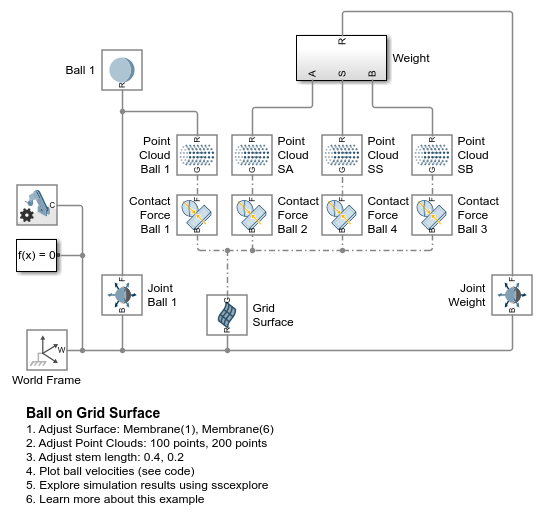 R
Weight
A S B
Ball 1
R
Point
Cloud
Ball 1
R
G
Point
Cloud
SA
R
G
Point
Cloud
SS
R
G
Point
Cloud
SB
R
G
Contact
Force
Ball 1
F
B
Contact
Force
Ball 2
F
B
Contact
Force
Ball 4
F
B
Contact
Force
Ball 3
F
B
C
f(x) = 0
F
Joint
Ball 1
B
G
Grid
Surface
R
F
Joint
Weight
B
W
World Frame
Ball on Grid Surface
1. Adjust Surface: Membrane(1), Membrane(6)
2. Adjust Point Clouds: 100 points, 200 points
3. Adjust stem length: 0.4, 0.2
4. Plot ball velocities (see code)
5. Explore simulation results using sscexplore
6. Learn more about this example